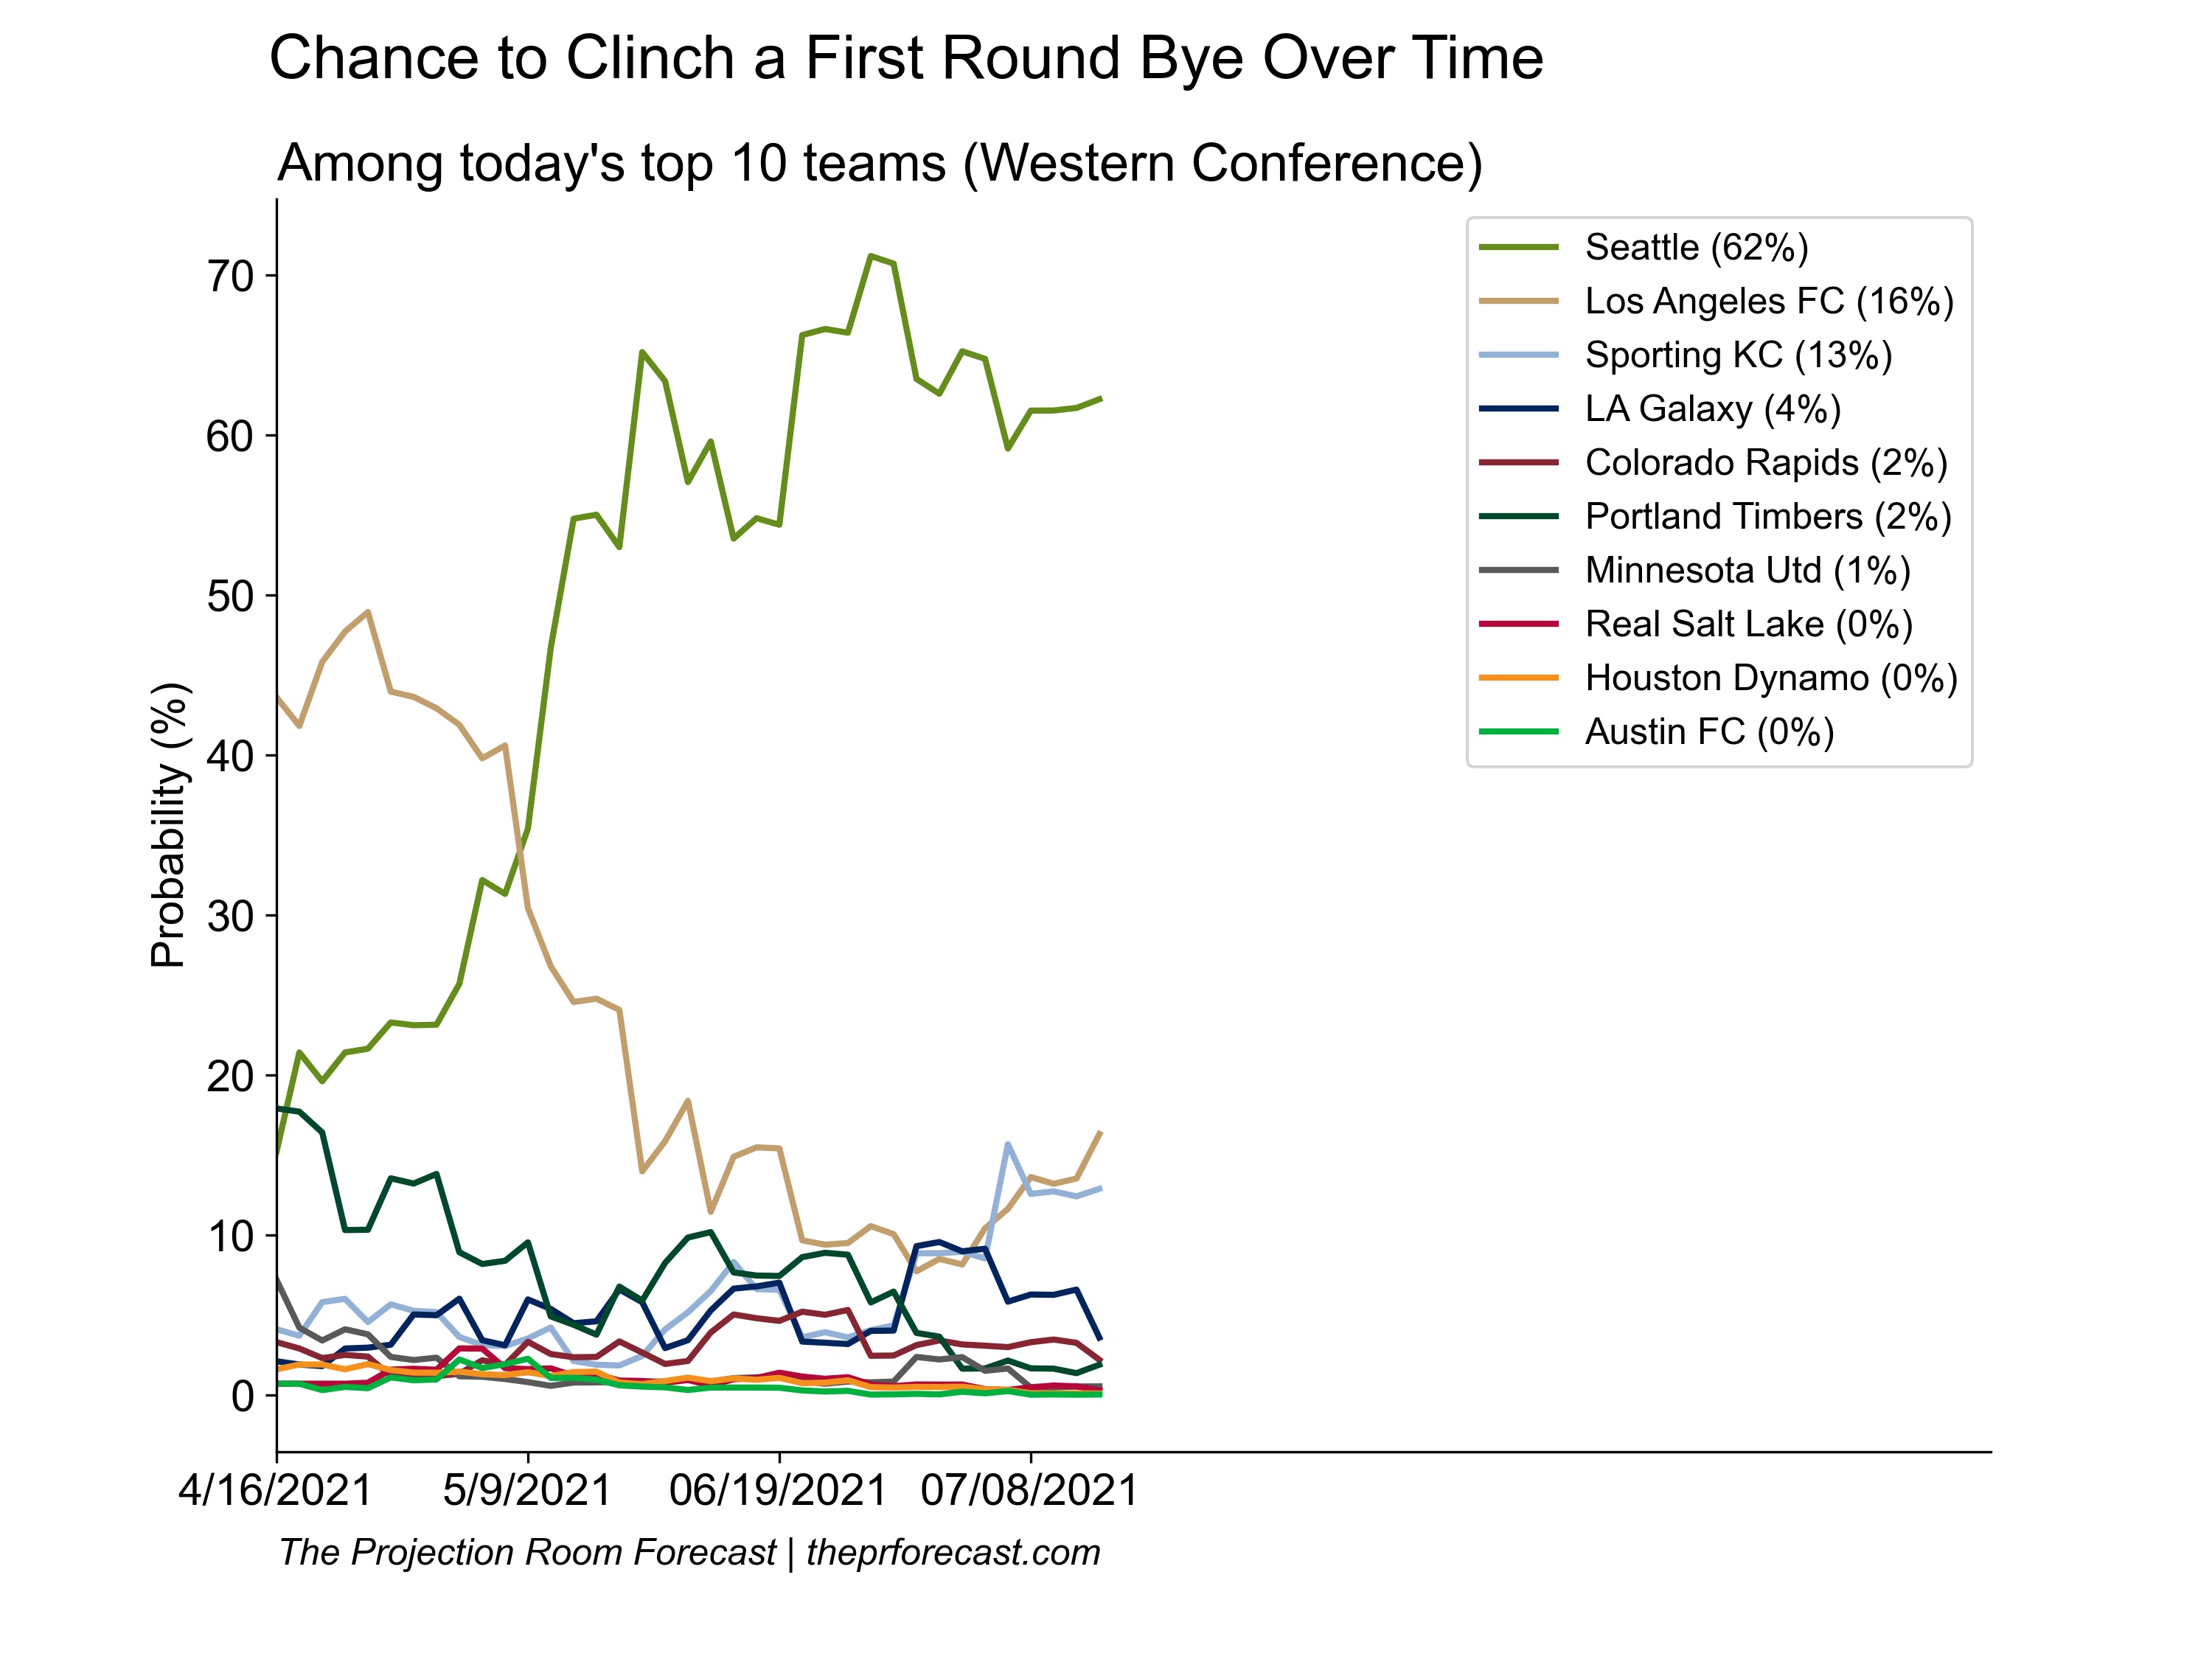 Chance to Clinch a First Round Bye Over Time
Among today's top 10 teams (Western Conference)
Seattle (62%)
Los Angeles FC (16%)
Sporting KC (13%)
LA Galaxy (4%)
Colorado Rapids (2%)
Portland Timbers (2%)
Minnesota Utd (1%)
Real Salt Lake (0%)
Houston Dynamo (0%)
Austin FC (0%)
Probability (%)
70
60
50
40
30
20
10
0
4/16/2021 5/9/2021 06/19/2021 07/08/2021
The Projection Room Forecast | theprforecast.com